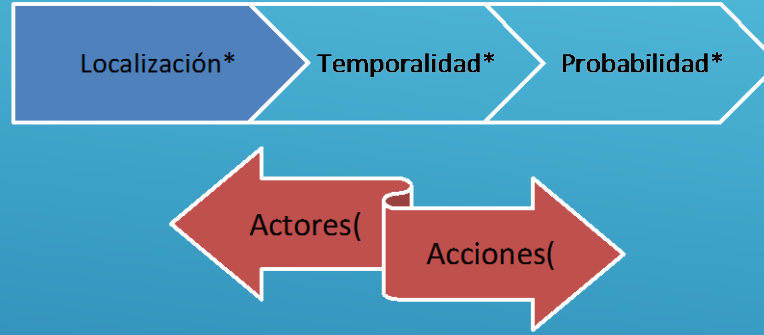 Localización*
Temporalidad*
Probabilidad*
Actores(
Acciones(